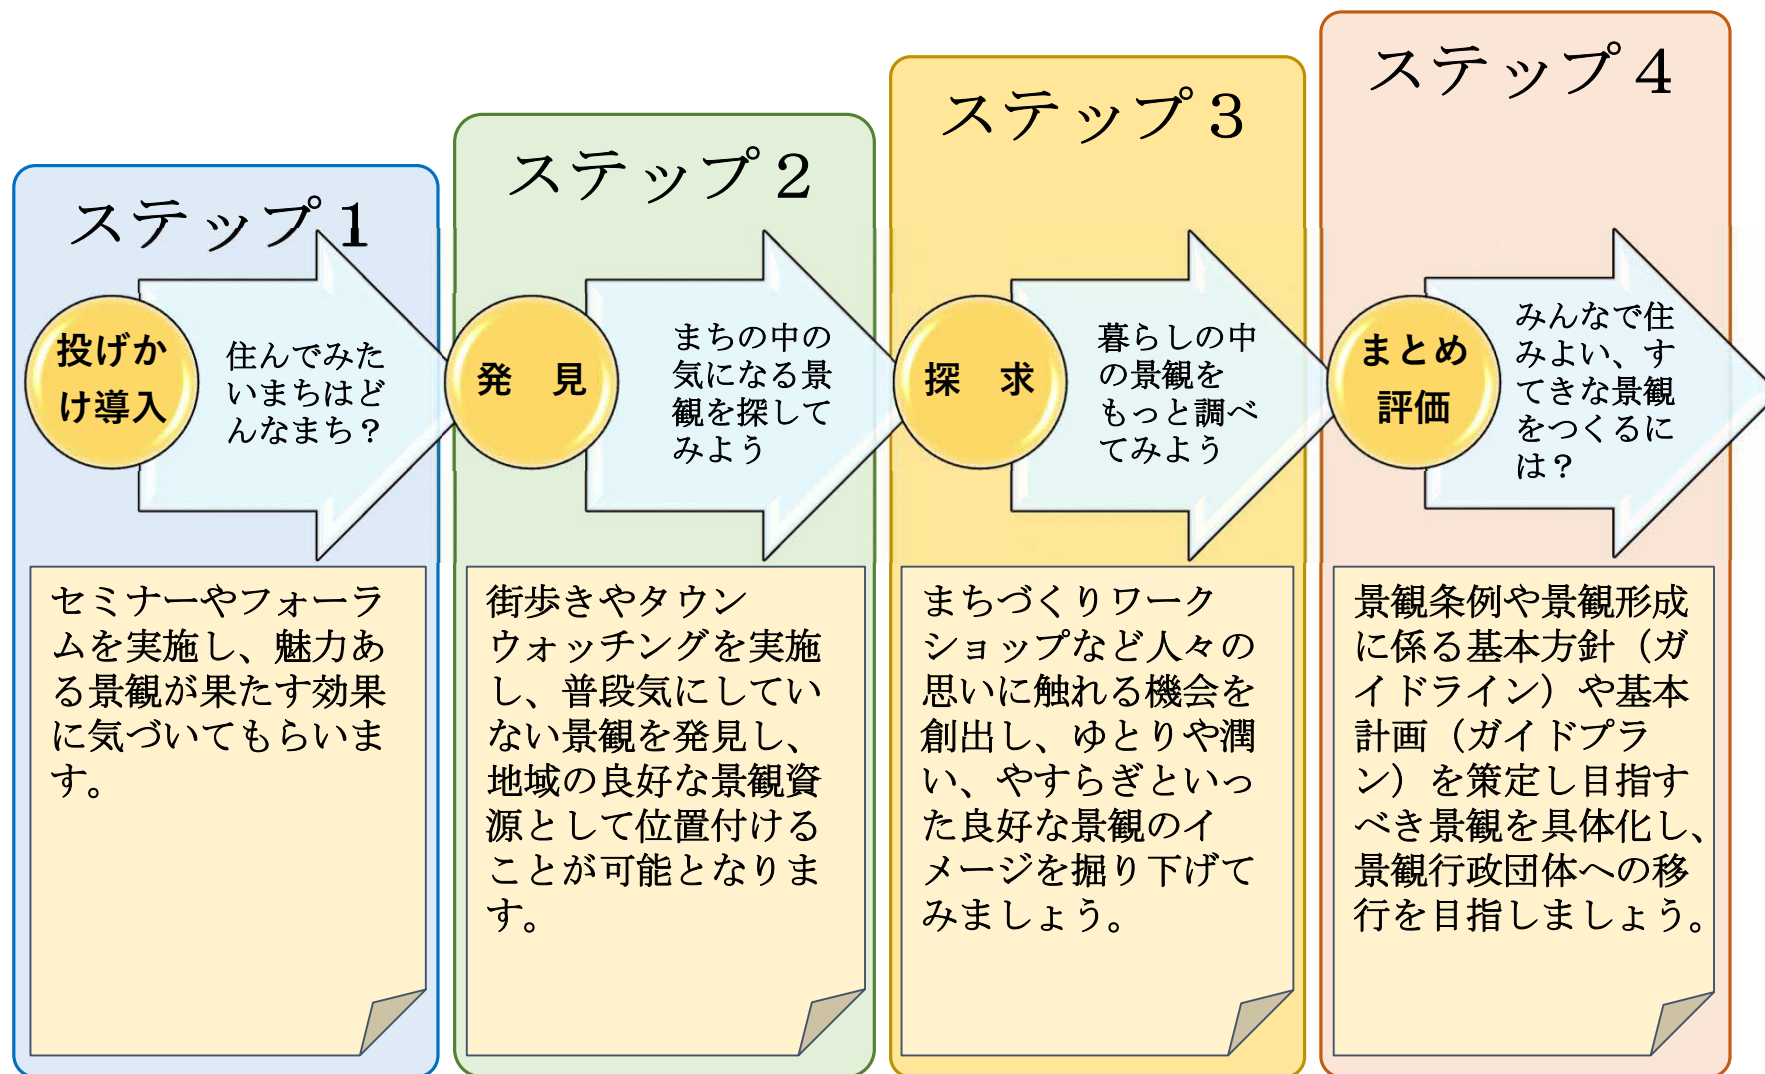 ステップ１
投げか
け導入
住んでみた
いまちはど
んなまち？
セミナーやフォーラ
ムを実施し、魅力あ
る景観が果たす効果
に気づいてもらいま
す。
ステップ２
発　見
まちの中の
気になる景
観を探して
みよう
街歩きやタウン
ウォッチングを実施
し、普段気にしてい
ない景観を発見し、
地域の良好な景観資
源として位置付ける
ことが可能となりま
す。
ステップ３
探　求
暮らしの中
の景観を
もっと調べ
てみよう
まちづくりワーク
ショップなど人々の
思いに触れる機会を
創出し、ゆとりや潤
い、やすらぎといっ
た良好な景観のイ
メージを掘り下げて
みましょう。
ステップ４
まとめ
評価
みんなで住
みよい、す
てきな景観
をつくるに
は？
景観条例や景観形成
に係る基本方針（ガ
イドライン）や基本
計画（ガイドプラ
ン）を策定し目指す
べき景観を具体化し、
景観行政団体への移
行を目指しましょう。